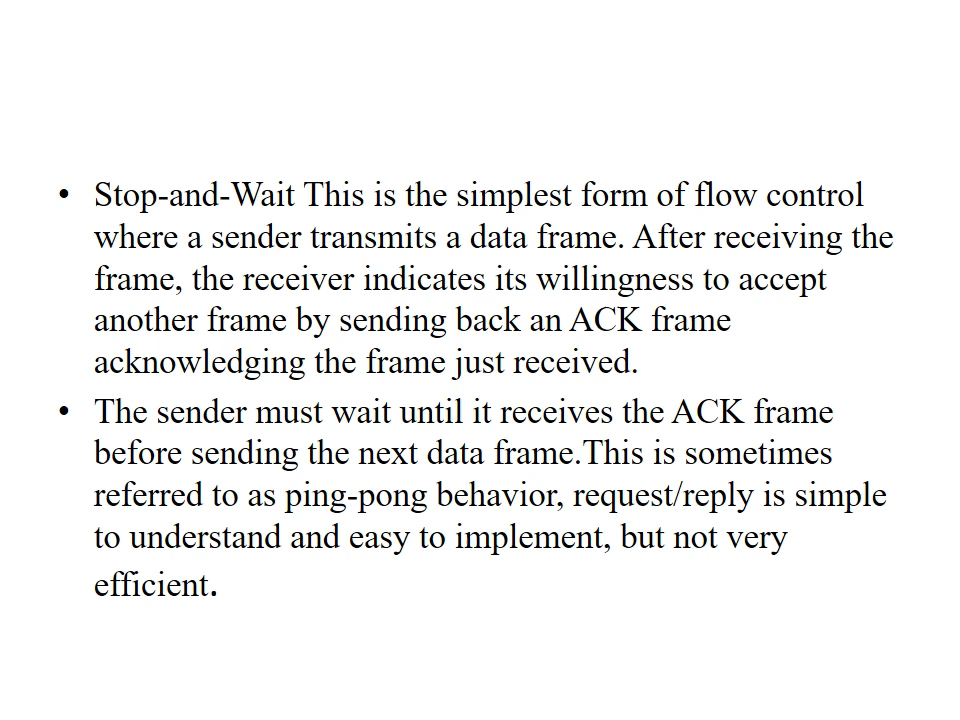 • Stop-and-Wait This is the simplest form of flow control
where a sender transmits a data frame. After receiving the
frame, the receiver indicates its willingness to accept
another frame by sending back an ACK frame
acknowledging the frame just received.
• The sender must wait until it receives the ACK frame
before sending the next data frame.This is sometimes
referred to as ping-pong behavior, request/reply is simple
to understand and easy to implement, but not very
efficient.